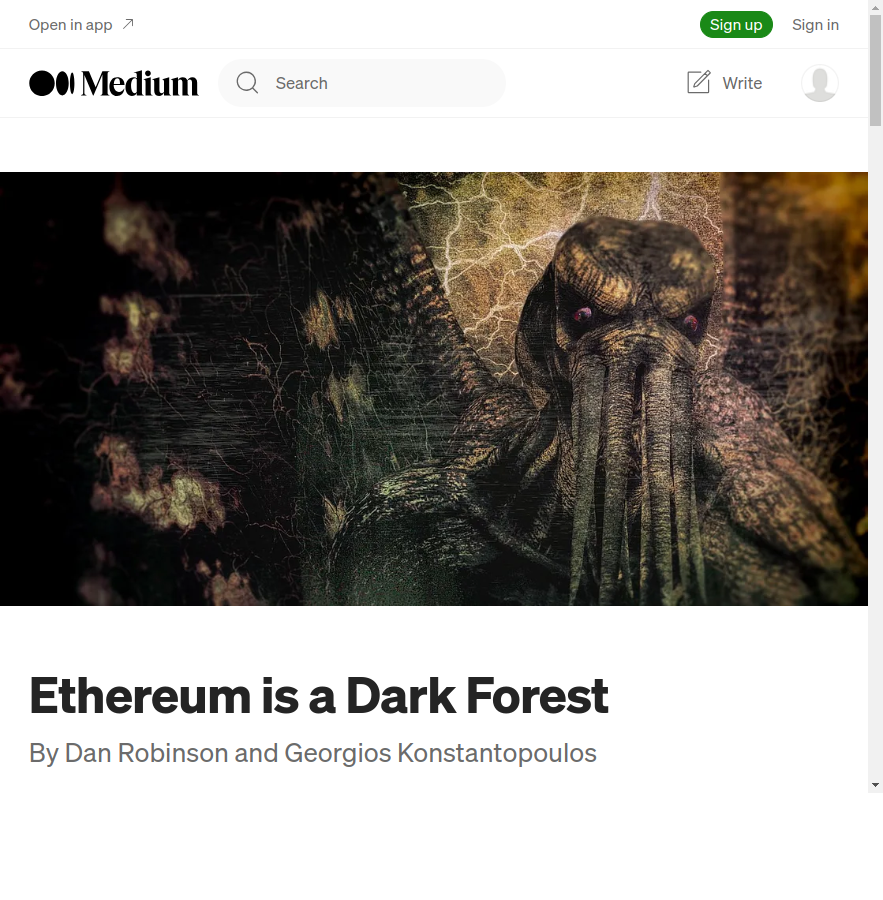 Open in app
Sign up
Sign in
Medium
Search
Write
Ethereum is a Dark Forest
By Dan Robinson and Georgios Konstantopoulos